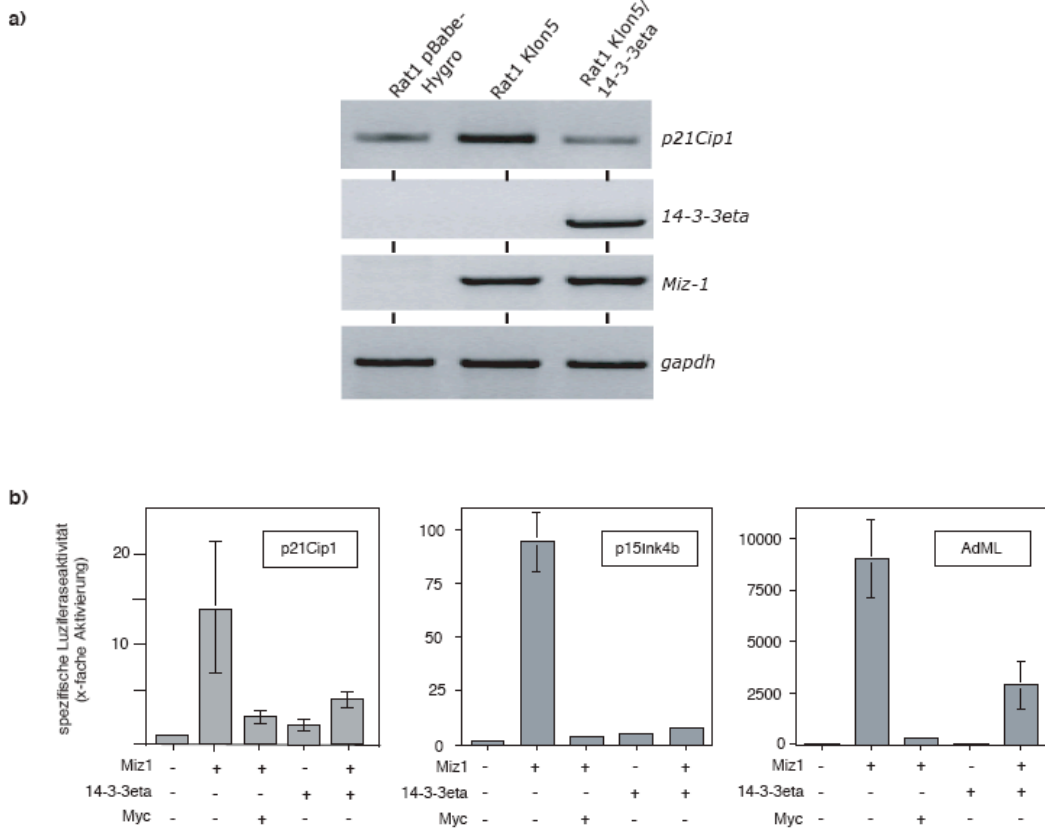 a)
Rat1 pBabe-
Hygro
Rat1 Klon5
Rat1 Klon5/
14-3-3eta
p21Cip1
14-3-3eta
Miz-1
gapdh
b)
spezifische Luziferaseaktivität
(x-fache Aktivierung)
p21Cip1
20
10
p15Ink4b
100
75
50
25
0
AdML
10000
7500
5000
2500
0
Miz1 - + + - +
14-3-3eta - - - + +
Myc - - + - -
Miz1 - + + - +
14-3-3eta - - - + +
Myc - - + - -
Miz1 - + + - +
14-3-3eta - - - + +
Myc - - + - -